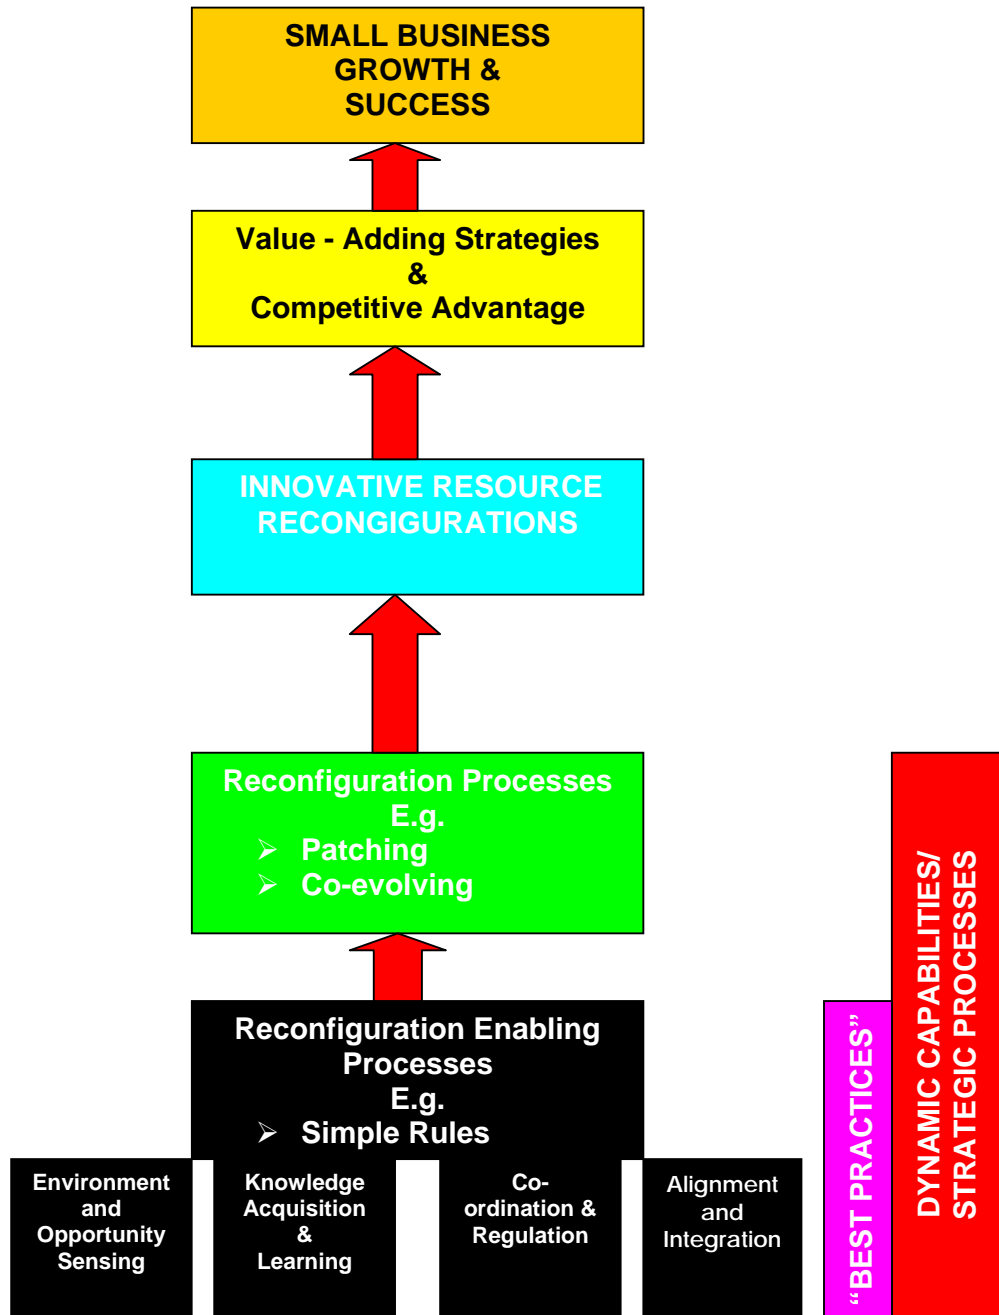 SMALL BUSINESS
GROWTH &
SUCCESS
Value - Adding Strategies
&
Competitive Advantage
INNOVATIVE RESOURCE
RECONGIGURATIONS
Reconfiguration Processes
E.g.
➢ Patching
➢ Co-evolving
Reconfiguration Enabling
Processes
E.g.
➢ Simple Rules
Environment
and
Opportunity
Sensing
Knowledge
Acquisition
&
Learning
Co-
ordination &
Regulation
Alignment
and
Integration
“BEST PRACTICES”
DYNAMIC CAPABILITIES/
STRATEGIC PROCESSES